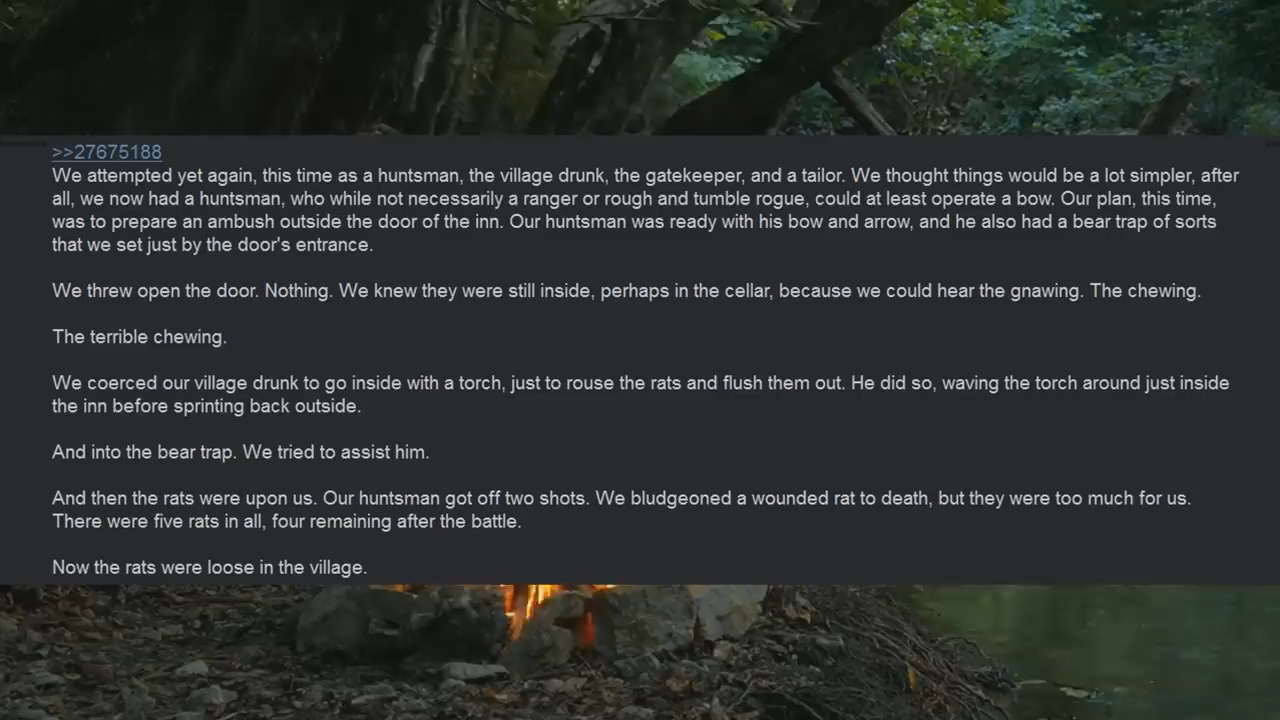 >>27675188
We attempted yet again, this time as a huntsman, the village drunk, the gatekeeper, and a tailor. We thought things would be a lot simpler, after
all, we now had a huntsman, who while not necessarily a ranger or rough and tumble rogue, could at least operate a bow. Our plan, this time,
was to prepare an ambush outside the door of the inn. Our huntsman was ready with his bow and arrow, and he also had a bear trap of sorts
that we set just by the door's entrance.
We threw open the door. Nothing. We knew they were still inside, perhaps in the cellar, because we could hear the gnawing. The chewing.
The terrible chewing.
We coerced our village drunk to go inside with a torch, just to rouse the rats and flush them out. He did so, waving the torch around just inside
the inn before sprinting back outside.
And into the bear trap. We tried to assist him.
And then the rats were upon us. Our huntsman got off two shots. We bludgeoned a wounded rat to death, but they were too much for us.
There were five rats in all, four remaining after the battle.
Now the rats were loose in the village.